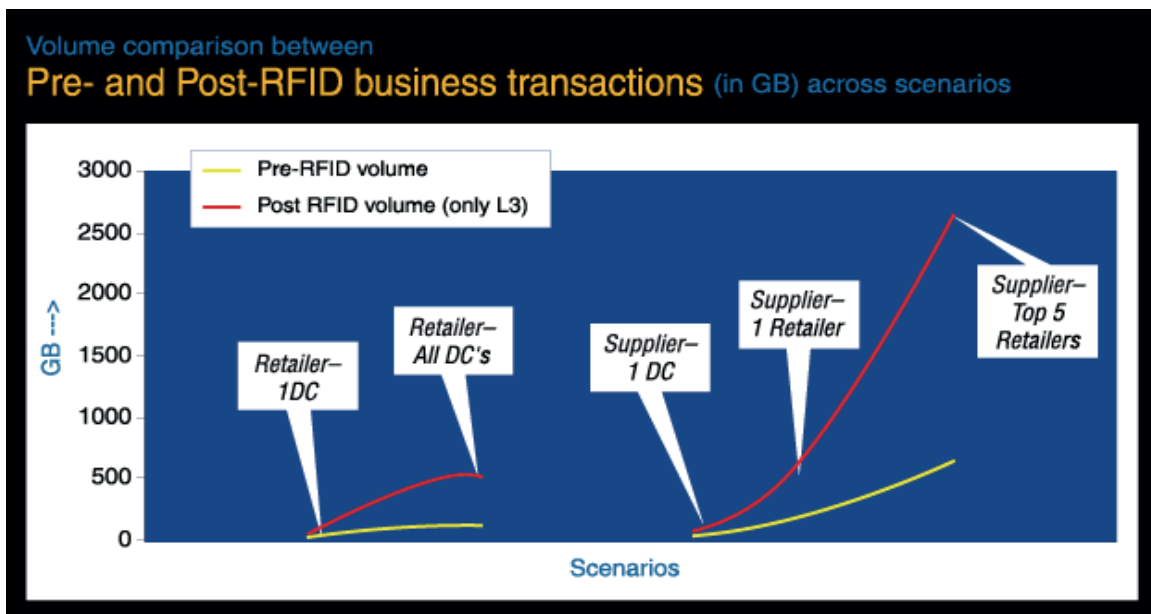 Volume comparison between
Pre- and Post-RFID business transactions (in GB) across scenarios
Pre-RFID volume
Post RFID volume (only L3)
3000
2500
2000
1500
1000
500
0
GB --->
Retailer–
1DC
Retailer–
All DC's
Supplier–
1 DC
Supplier–
1 Retailer
Supplier–
Top 5
Retailers
Scenarios